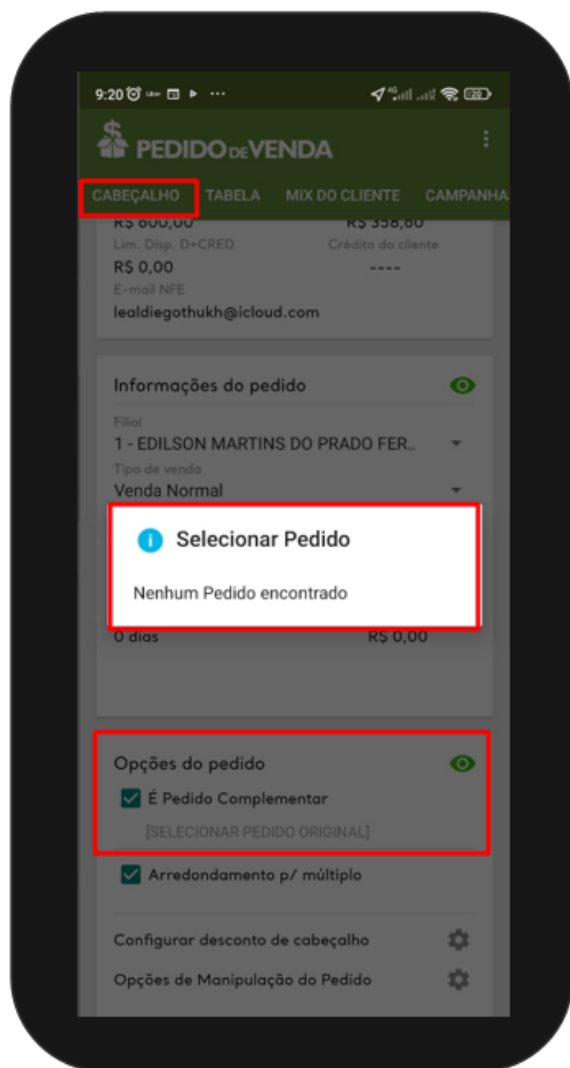 9:20
4G
PEDIDO DE VENDA
CABEÇALHO TABELA MIX DO CLIENTE CAMPANHA
R$ 600,00 R$ 358,60
Lim. Disp. D+CRED Crédito do cliente
R$ 0,00 ----
E-mail NFE
lealdiegothukh@icloud.com
Informações do pedido
Filial
1 - EDILSON MARTINS DO PRADO FER..
Tipo de venda
Venda Normal
Selecionar Pedido
Nenhum Pedido encontrado
0 dias R$ 0,00
Opções do pedido
É Pedido Complementar
[SELECIONAR PEDIDO ORIGINAL]
Arredondamento p/ múltiplo
Configurar desconto de cabeçalho
Opções de Manipulação do Pedido